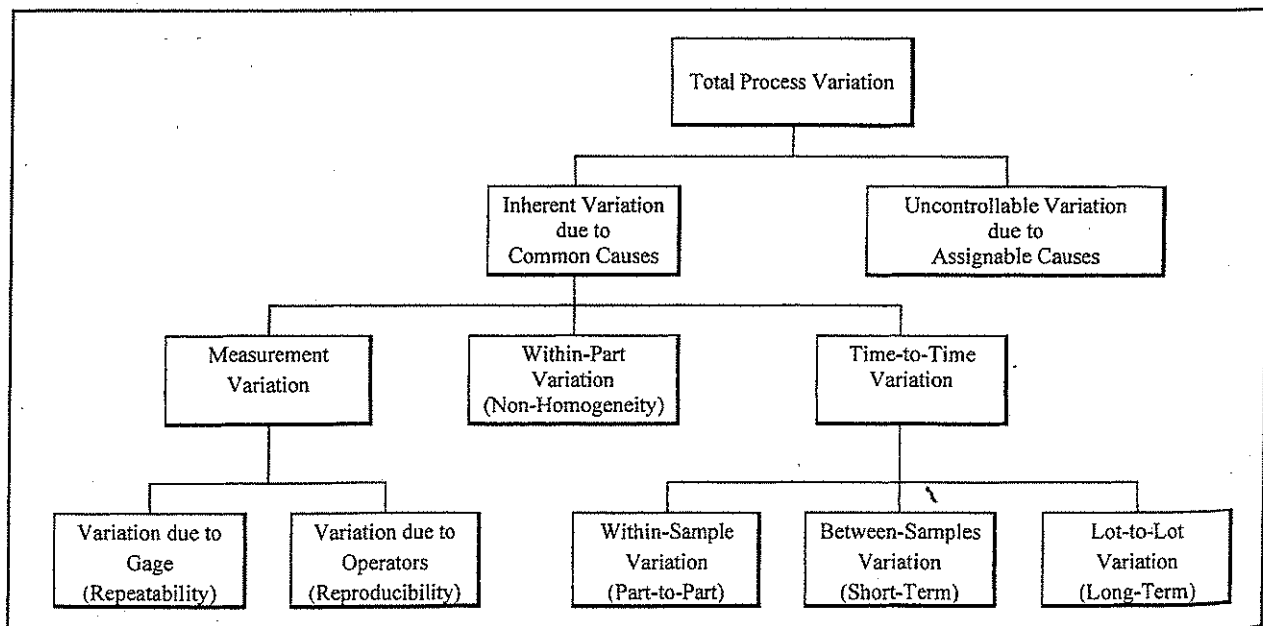 Total Process Variation
Inherent Variation
due to
Common Causes
Uncontrollable Variation
due to
Assignable Causes
Measurement
Variation
Within-Part
Variation
(Non-Homogeneity)
Time-to-Time
Variation
Variation due to
Gage
(Repeatability)
Variation due to
Operators
(Reproducibility)
Within-Sample
Variation
(Part-to-Part)
Between-Samples
Variation
(Short-Term)
Lot-to-Lot
Variation
(Long-Term)